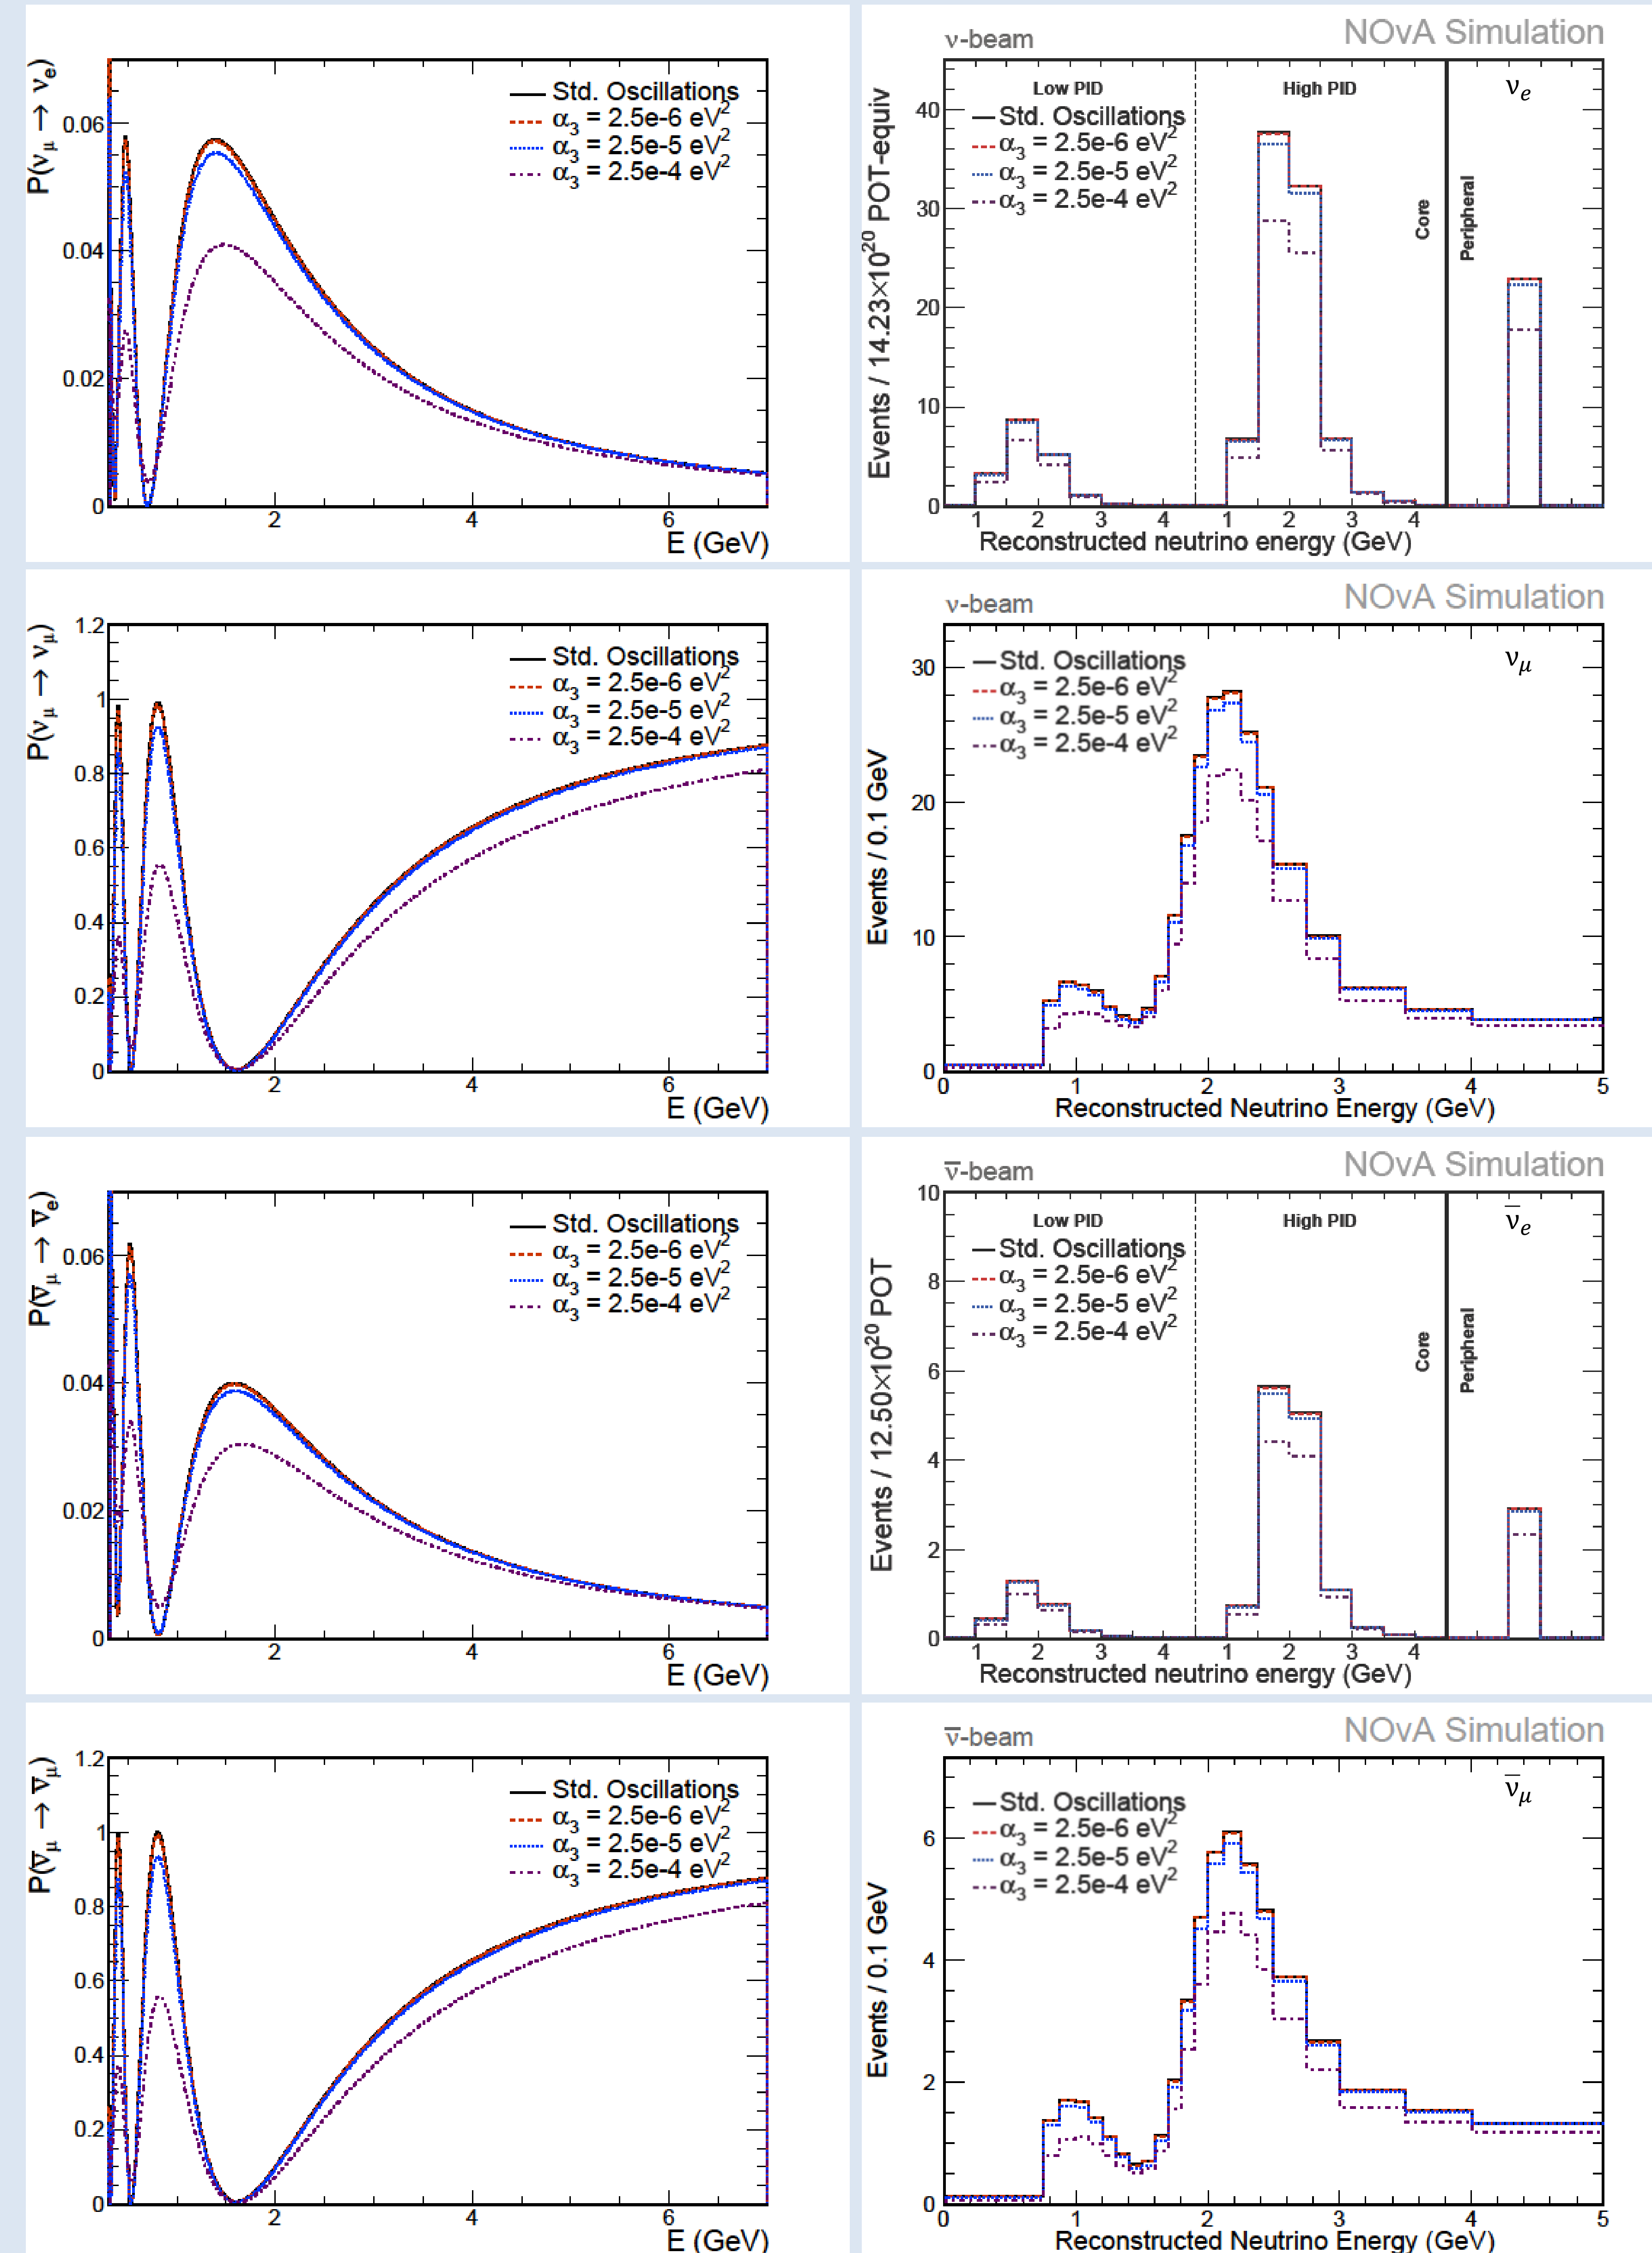 P(νμ → νe)
Std. Oscillations
α3 = 2.5e-6 eV²
α3 = 2.5e-5 eV²
α3 = 2.5e-4 eV²
0.06
0.04
0.02
0
2 4 6
E (GeV)
ν-beam
NOvA Simulation
Events / 14.23×10²⁰ POT-equiv
Low PID
High PID
νe
Std. Oscillations
α3 = 2.5e-6 eV²
α3 = 2.5e-5 eV²
α3 = 2.5e-4 eV²
Core
Peripheral
40
30
20
10
0
1 2 3 4 1 2 3 4
Reconstructed neutrino energy (GeV)
P(νμ → νμ)
Std. Oscillations
α3 = 2.5e-6 eV²
α3 = 2.5e-5 eV²
α3 = 2.5e-4 eV²
1.2
1
0.8
0.6
0.4
0.2
0
2 4 6
E (GeV)
ν-beam
NOvA Simulation
Events / 0.1 GeV
νμ
Std. Oscillations
α3 = 2.5e-6 eV²
α3 = 2.5e-5 eV²
α3 = 2.5e-4 eV²
30
20
10
0
0 1 2 3 4 5
Reconstructed Neutrino Energy (GeV)
P(ν̅μ → ν̅e)
Std. Oscillations
α3 = 2.5e-6 eV²
α3 = 2.5e-5 eV²
α3 = 2.5e-4 eV²
0.06
0.04
0.02
0
2 4 6
E (GeV)
ν̅-beam
NOvA Simulation
Events / 12.50×10²⁰ POT
Low PID
High PID
ν̅e
Std. Oscillations
α3 = 2.5e-6 eV²
α3 = 2.5e-5 eV²
α3 = 2.5e-4 eV²
Core
Peripheral
10
8
6
4
2
0
1 2 3 4 1 2 3 4
Reconstructed neutrino energy (GeV)
P(ν̅μ → ν̅μ)
Std. Oscillations
α3 = 2.5e-6 eV²
α3 = 2.5e-5 eV²
α3 = 2.5e-4 eV²
1.2
1
0.8
0.6
0.4
0.2
0
2 4 6
E (GeV)
ν̅-beam
NOvA Simulation
Events / 0.1 GeV
ν̅μ
Std. Oscillations
α3 = 2.5e-6 eV²
α3 = 2.5e-5 eV²
α3 = 2.5e-4 eV²
6
4
2
0
0 1 2 3 4 5
Reconstructed Neutrino Energy (GeV)